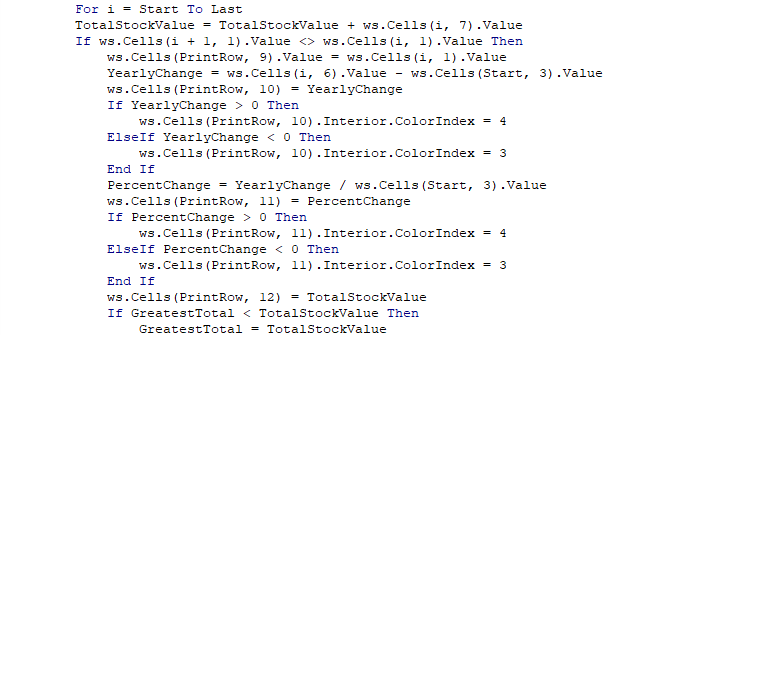 For i = Start To Last
TotalStockValue = TotalStockValue + ws.Cells(i, 7).Value
If ws.Cells(i + 1, 1).Value <> ws.Cells(i, 1).Value Then
ws.Cells(PrintRow, 9).Value = ws.Cells(i, 1).Value
YearlyChange = ws.Cells(i, 6).Value - ws.Cells(Start, 3).Value
ws.Cells(PrintRow, 10) = YearlyChange
If YearlyChange > 0 Then
ws.Cells(PrintRow, 10).Interior.ColorIndex = 4
ElseIf YearlyChange < 0 Then
ws.Cells(PrintRow, 10).Interior.ColorIndex = 3
End If
PercentChange = YearlyChange / ws.Cells(Start, 3).Value
ws.Cells(PrintRow, 11) = PercentChange
If PercentChange > 0 Then
ws.Cells(PrintRow, 11).Interior.ColorIndex = 4
ElseIf PercentChange < 0 Then
ws.Cells(PrintRow, 11).Interior.ColorIndex = 3
End If
ws.Cells(PrintRow, 12) = TotalStockValue
If GreatestTotal < TotalStockValue Then
GreatestTotal = TotalStockValue